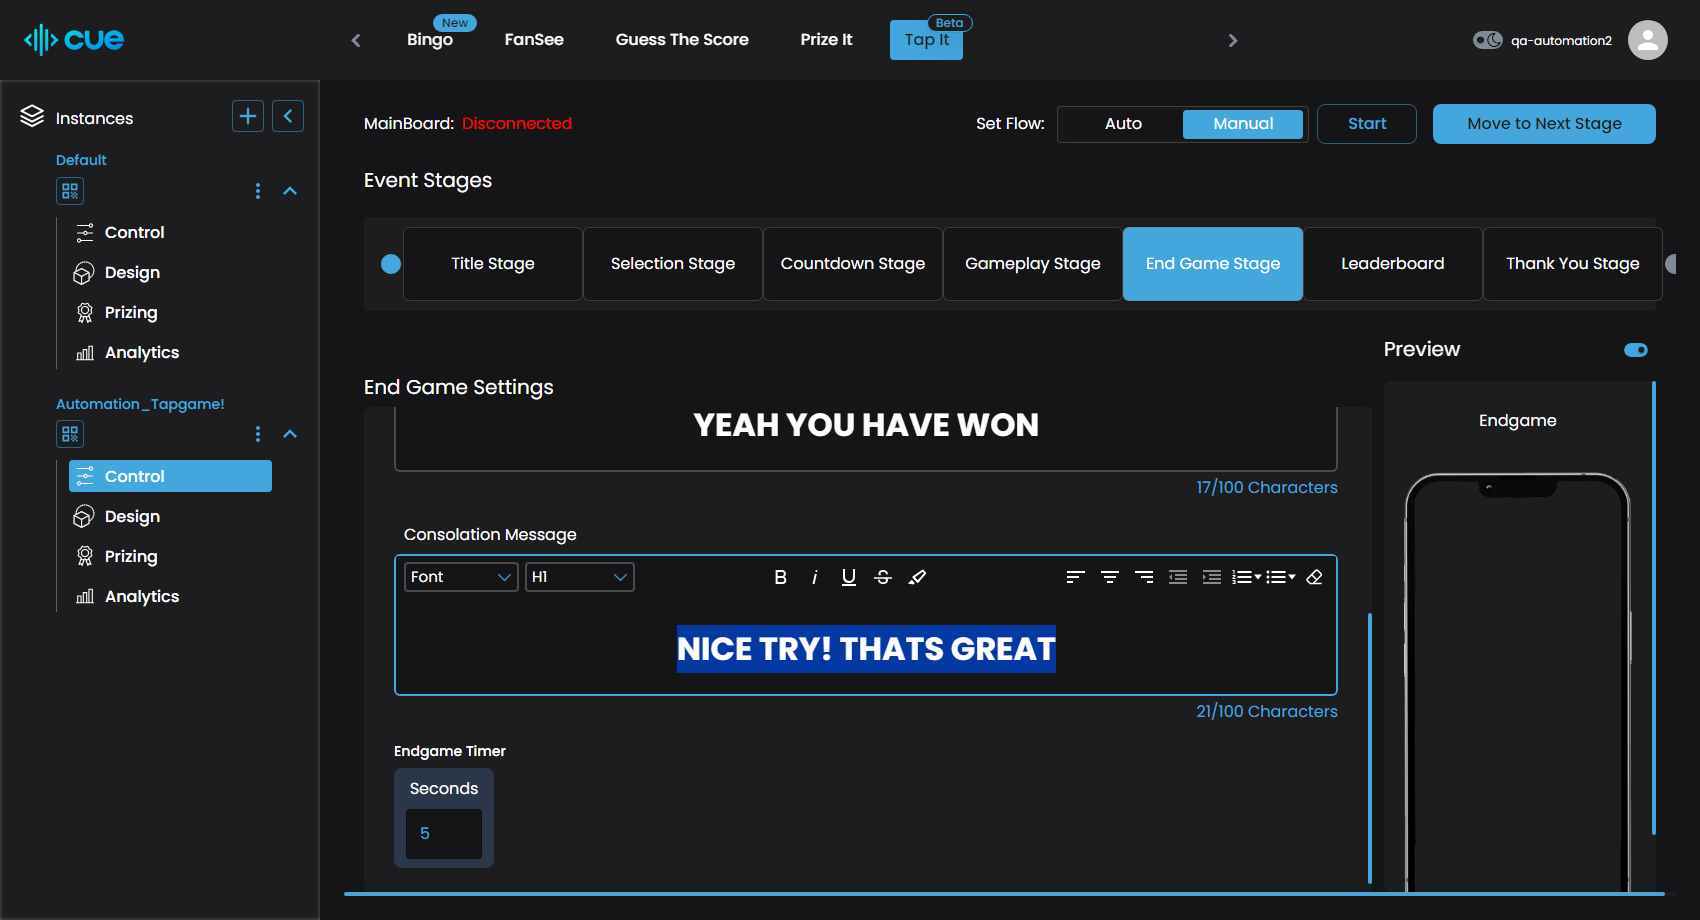 cue
New
Bingo
FanSee
Guess The Score
Prize It
Beta
Tap It
qa-automation2
Instances
Default
Control
Design
Prizing
Analytics
Automation_Tapgame!
Control
Design
Prizing
Analytics
MainBoard: Disconnected
Set Flow:
Auto
Manual
Start
Move to Next Stage
Event Stages
Title Stage
Selection Stage
Countdown Stage
Gameplay Stage
End Game Stage
Leaderboard
Thank You Stage
End Game Settings
YEAH YOU HAVE WON
17/100 Characters
Consolation Message
Font
H1
B
i
U
S
NICE TRY! THATS GREAT
21/100 Characters
Endgame Timer
Seconds
5
Preview
Endgame